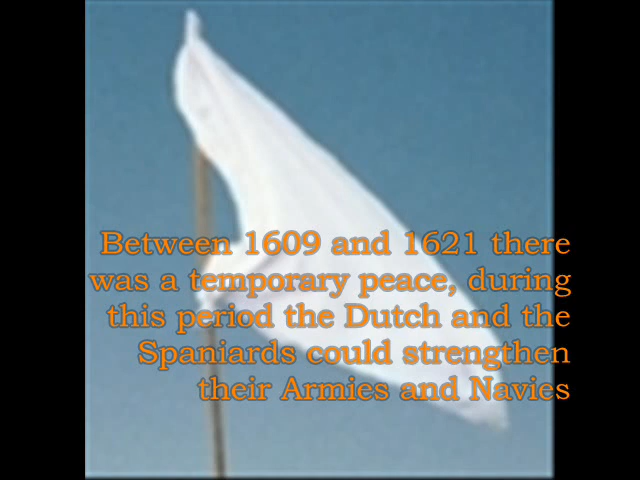 Between 1609 and 1621 there
was a temporary peace, during
this period the Dutch and the
Spaniards could strengthen
their Armies and Navies